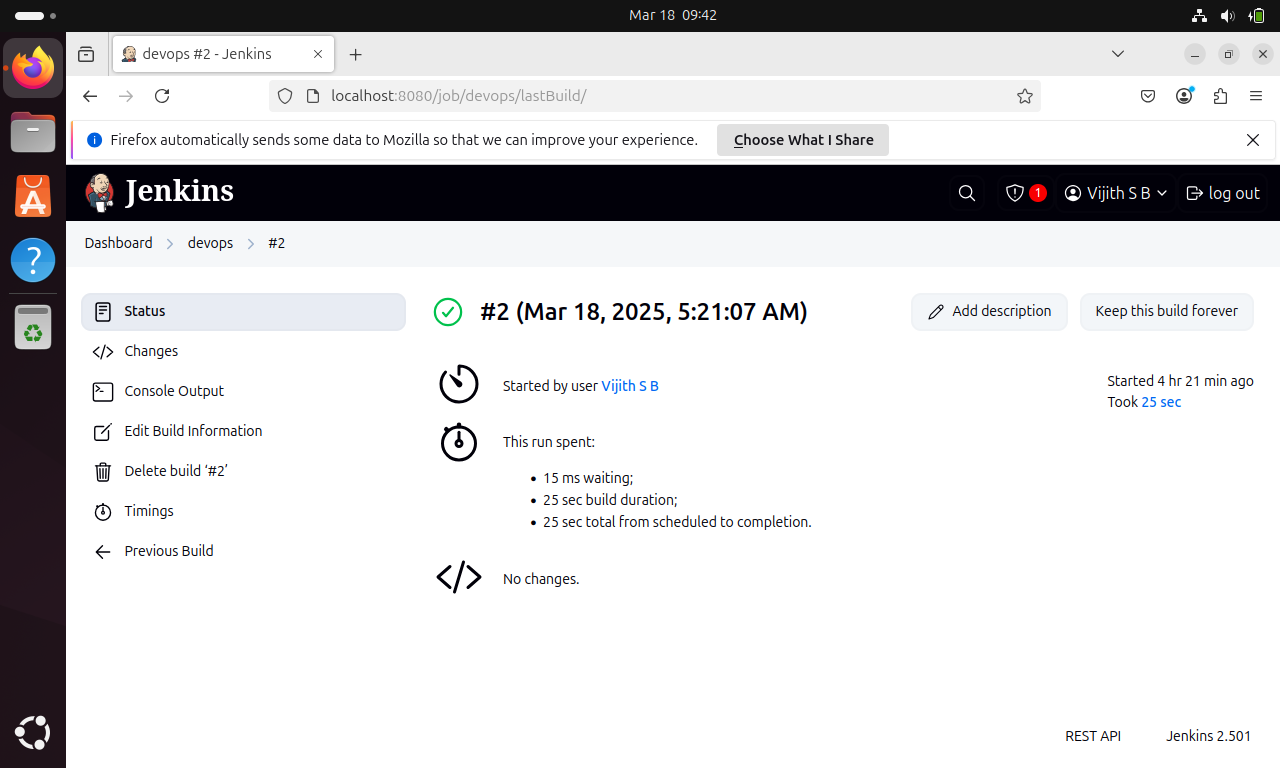 Mar 18 09:42
devops #2 - Jenkins
localhost:8080/job/devops/lastBuild/
Firefox automatically sends some data to Mozilla so that we can improve your experience. Choose What I Share
Jenkins 1 Vijith S B log out
Dashboard devops #2
Status
Changes
Console Output
Edit Build Information
Delete build ‘#2’
Timings
Previous Build
#2 (Mar 18, 2025, 5:21:07 AM)
Add description
Keep this build forever
Started by user Vijith S B
Started 4 hr 21 min ago
Took 25 sec
This run spent:
15 ms waiting;
25 sec build duration;
25 sec total from scheduled to completion.
No changes.
REST API Jenkins 2.501